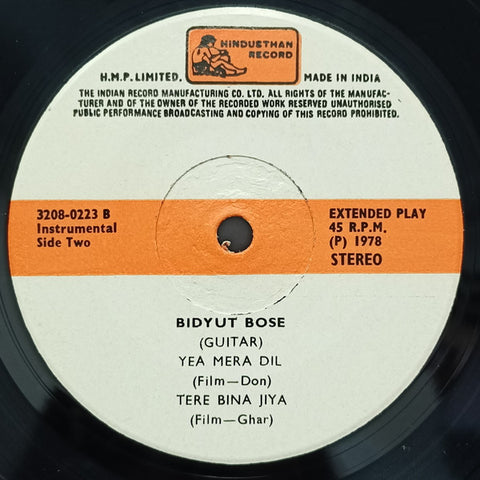 HINDUSTHAN
RECORD
H.M.P. LIMITED.
MADE IN INDIA
THE INDIAN RECORD MANUFACTURING CO. LTD. ALL RIGHTS OF THE MANUFAC-
TURER AND OF THE OWNER OF THE RECORDED WORK RESERVED UNAUTHORISED
PUBLIC PERFORMANCE BROADCASTING AND COPYING OF THIS RECORD PROHIBITED.
3208-0223 B
Instrumental
Side Two
EXTENDED PLAY
45 R.P.M.
(P) 1978
STEREO
BIDYUT BOSE
(GUITAR)
YEA MERA DIL
(Film—Don)
TERE BINA JIYA
(Film—Ghar)